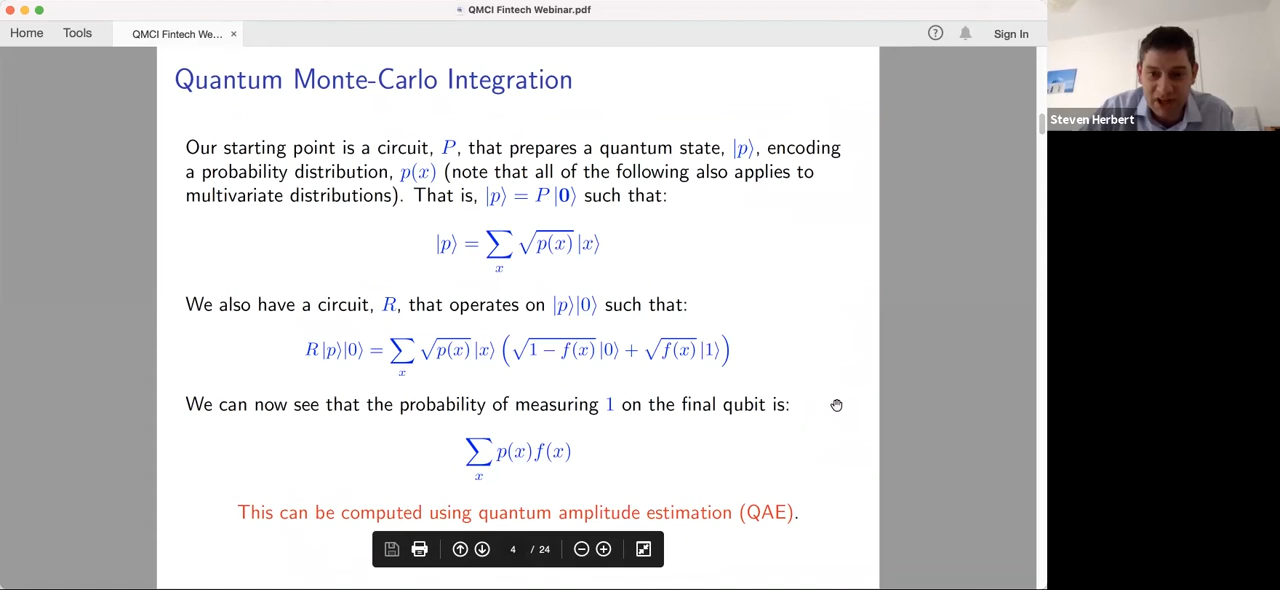 QMCI Fintech Webinar.pdf
Home Tools QMCI Fintech We... × Sign In
Quantum Monte-Carlo Integration
Steven Herbert
Our starting point is a circuit, P, that prepares a quantum state, |p⟩, encoding
a probability distribution, p(x) (note that all of the following also applies to
multivariate distributions). That is, |p⟩ = P |0⟩ such that:
|p⟩ = ∑_x √p(x) |x⟩
We also have a circuit, R, that operates on |p⟩|0⟩ such that:
R |p⟩|0⟩ = ∑_x √p(x) |x⟩ (√1 − f(x) |0⟩ + √f(x) |1⟩)
We can now see that the probability of measuring 1 on the final qubit is:
∑_x p(x)f(x)
This can be computed using quantum amplitude estimation (QAE).
4 / 24